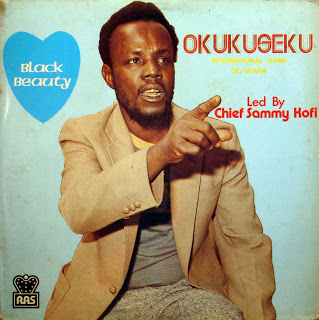 Black
Beauty
OKUKUSEKU
INTERNATIONAL BAND
OF GHANA
Led By
Chief Sammy Kofi
RAS